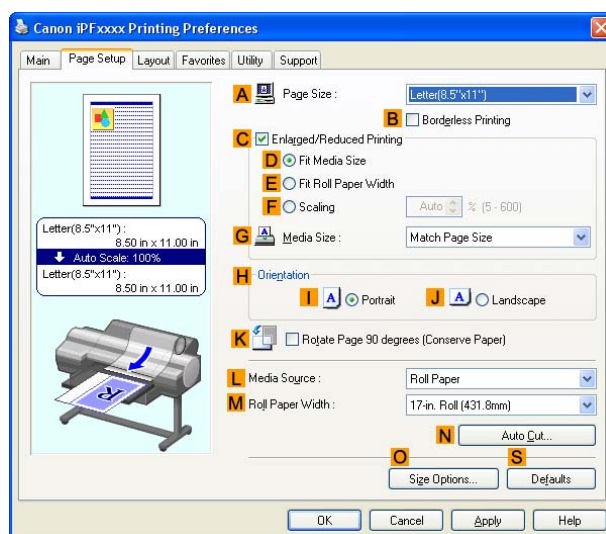 Canon iPFxxxx Printing Preferences
Main Page Setup Layout Favorites Utility Support
A Page Size : Letter(8.5"x11")
B Borderless Printing
C Enlarged/Reduced Printing
D Fit Media Size
E Fit Roll Paper Width
F Scaling Auto % (5 - 600)
G Media Size : Match Page Size
Letter(8.5"x11") :
8.50 in x 11.00 in
Auto Scale: 100%
Letter(8.5"x11") :
8.50 in x 11.00 in
H Orientation
I A Portrait J A Landscape
K Rotate Page 90 degrees (Conserve Paper)
L Media Source : Roll Paper
M Roll Paper Width : 17-in. Roll (431.8mm)
N Auto Cut...
O S
Size Options... Defaults
OK Cancel Apply Help